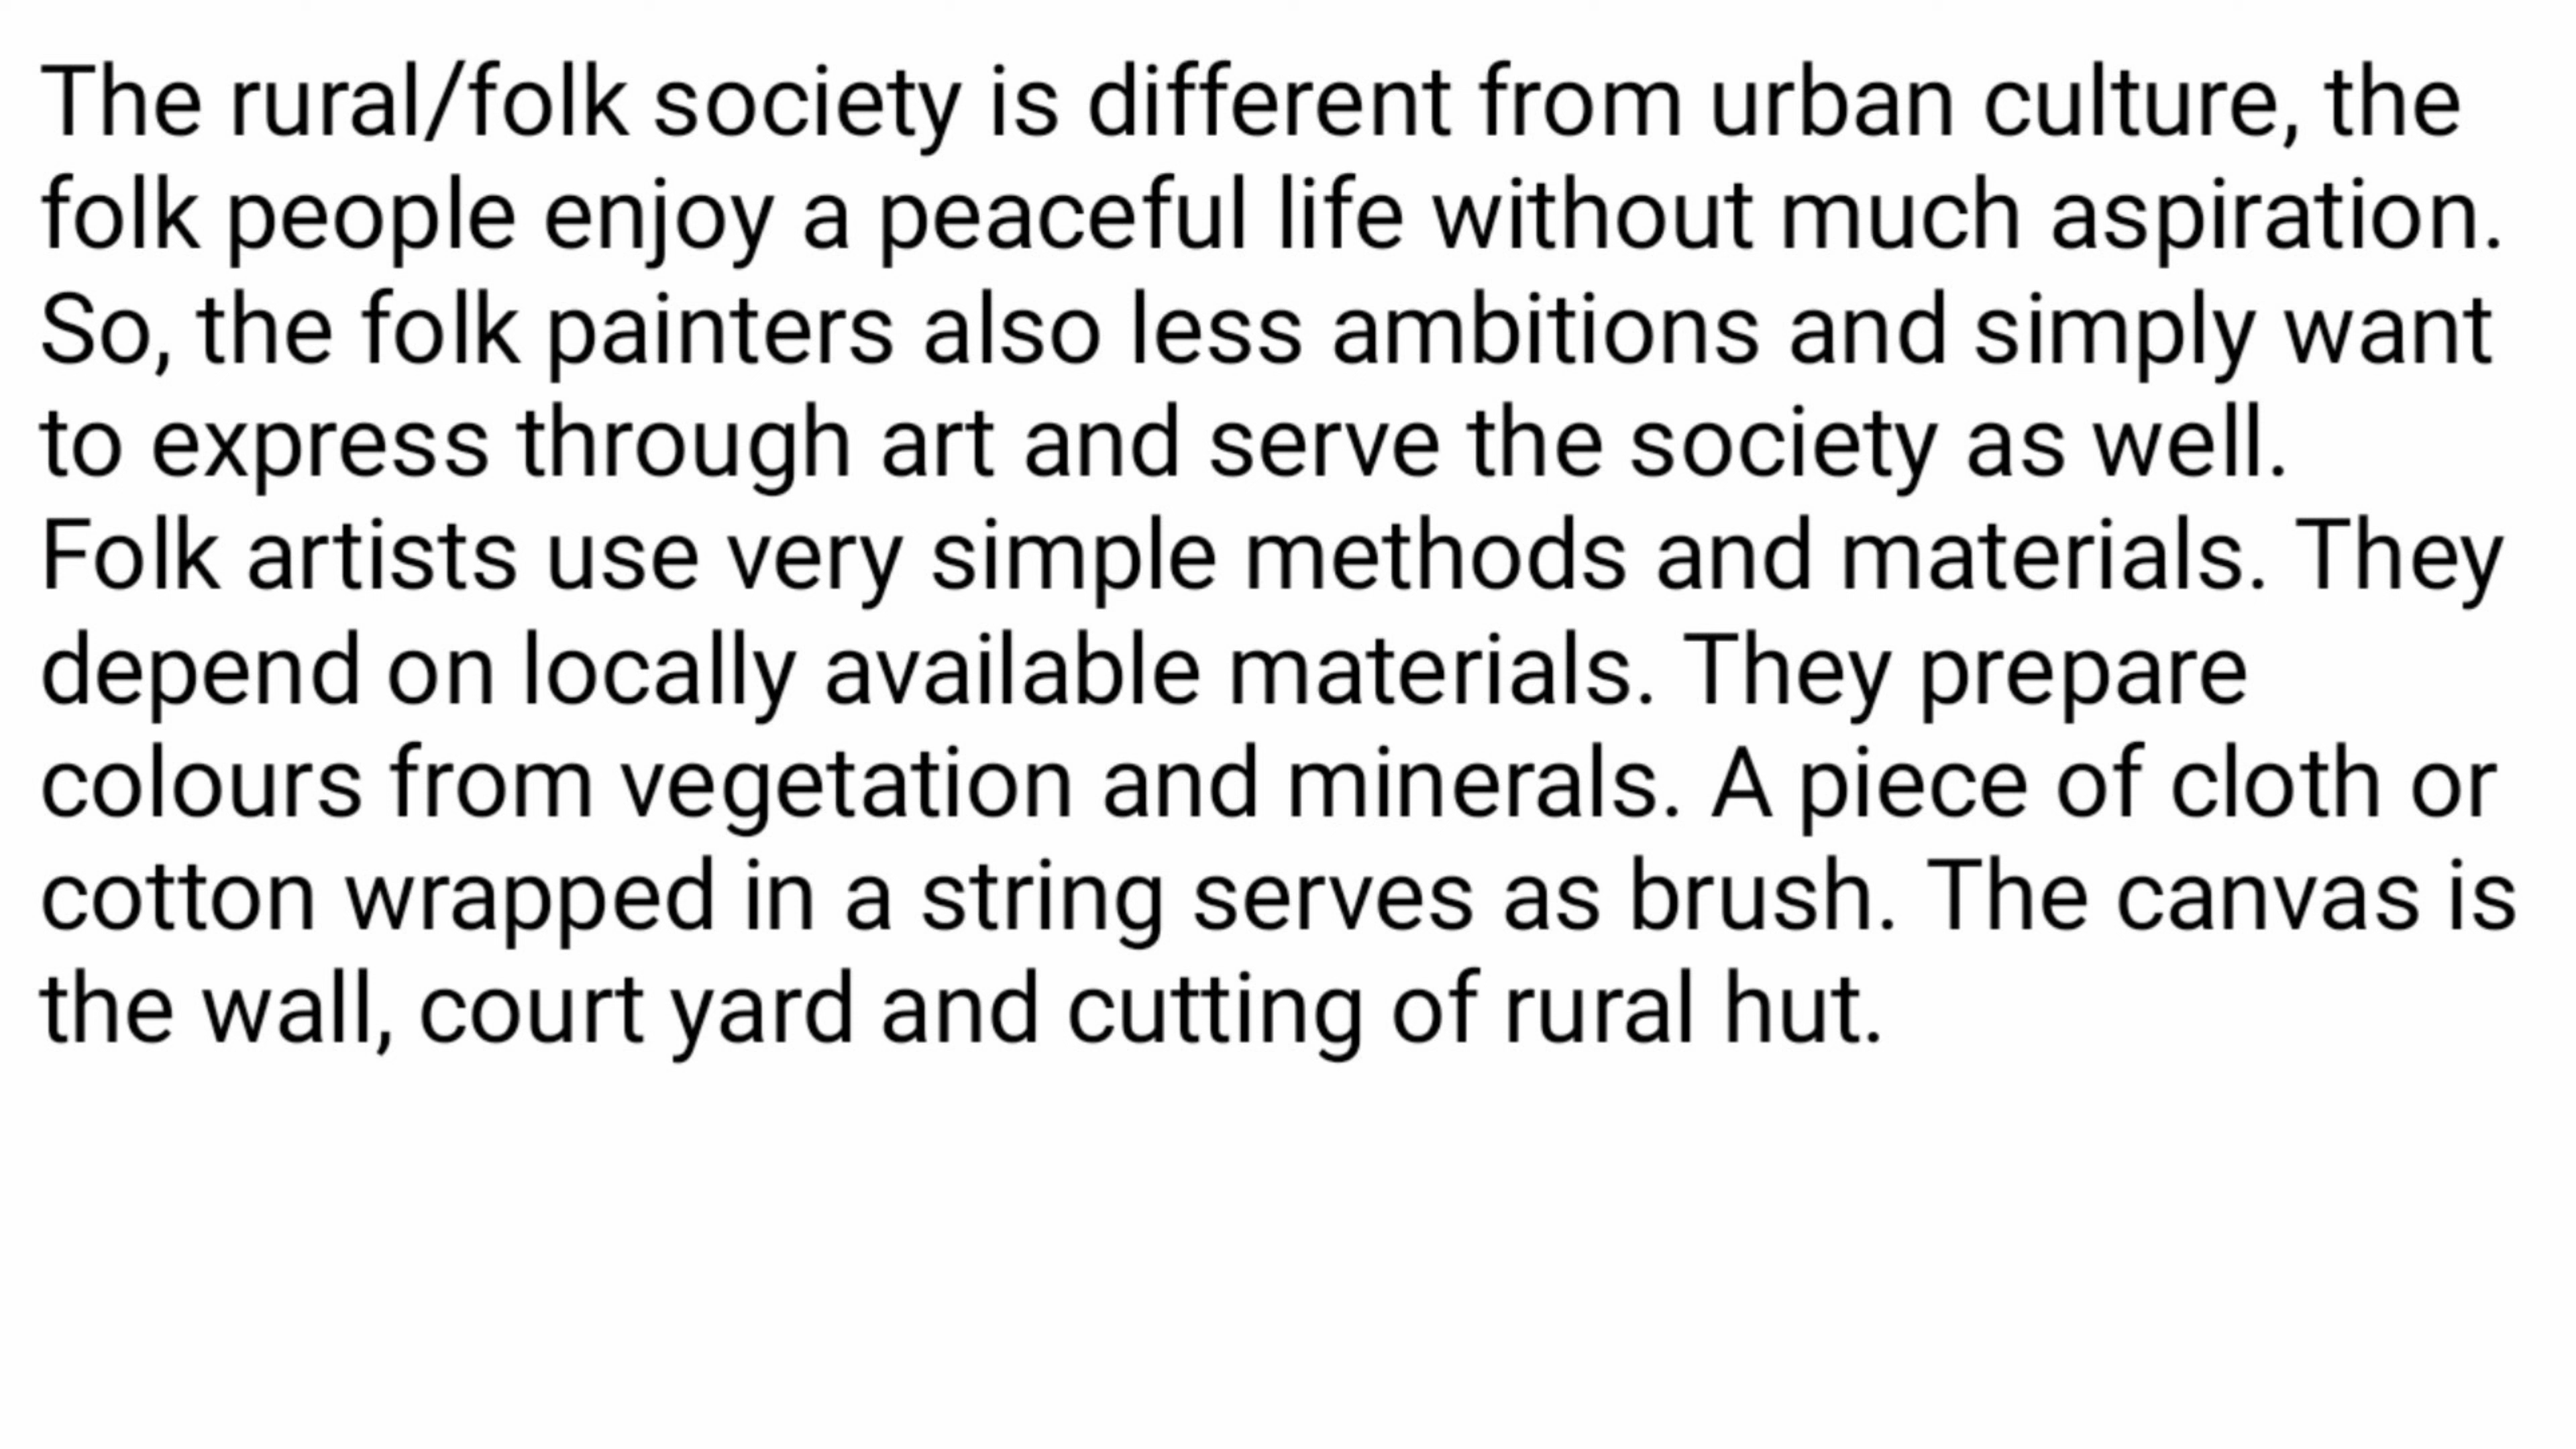 The rural/folk society is different from urban culture, the
folk people enjoy a peaceful life without much aspiration.
So, the folk painters also less ambitions and simply want
to express through art and serve the society as well.
Folk artists use very simple methods and materials. They
depend on locally available materials. They prepare
colours from vegetation and minerals. A piece of cloth or
cotton wrapped in a string serves as brush. The canvas is
the wall, court yard and cutting of rural hut.